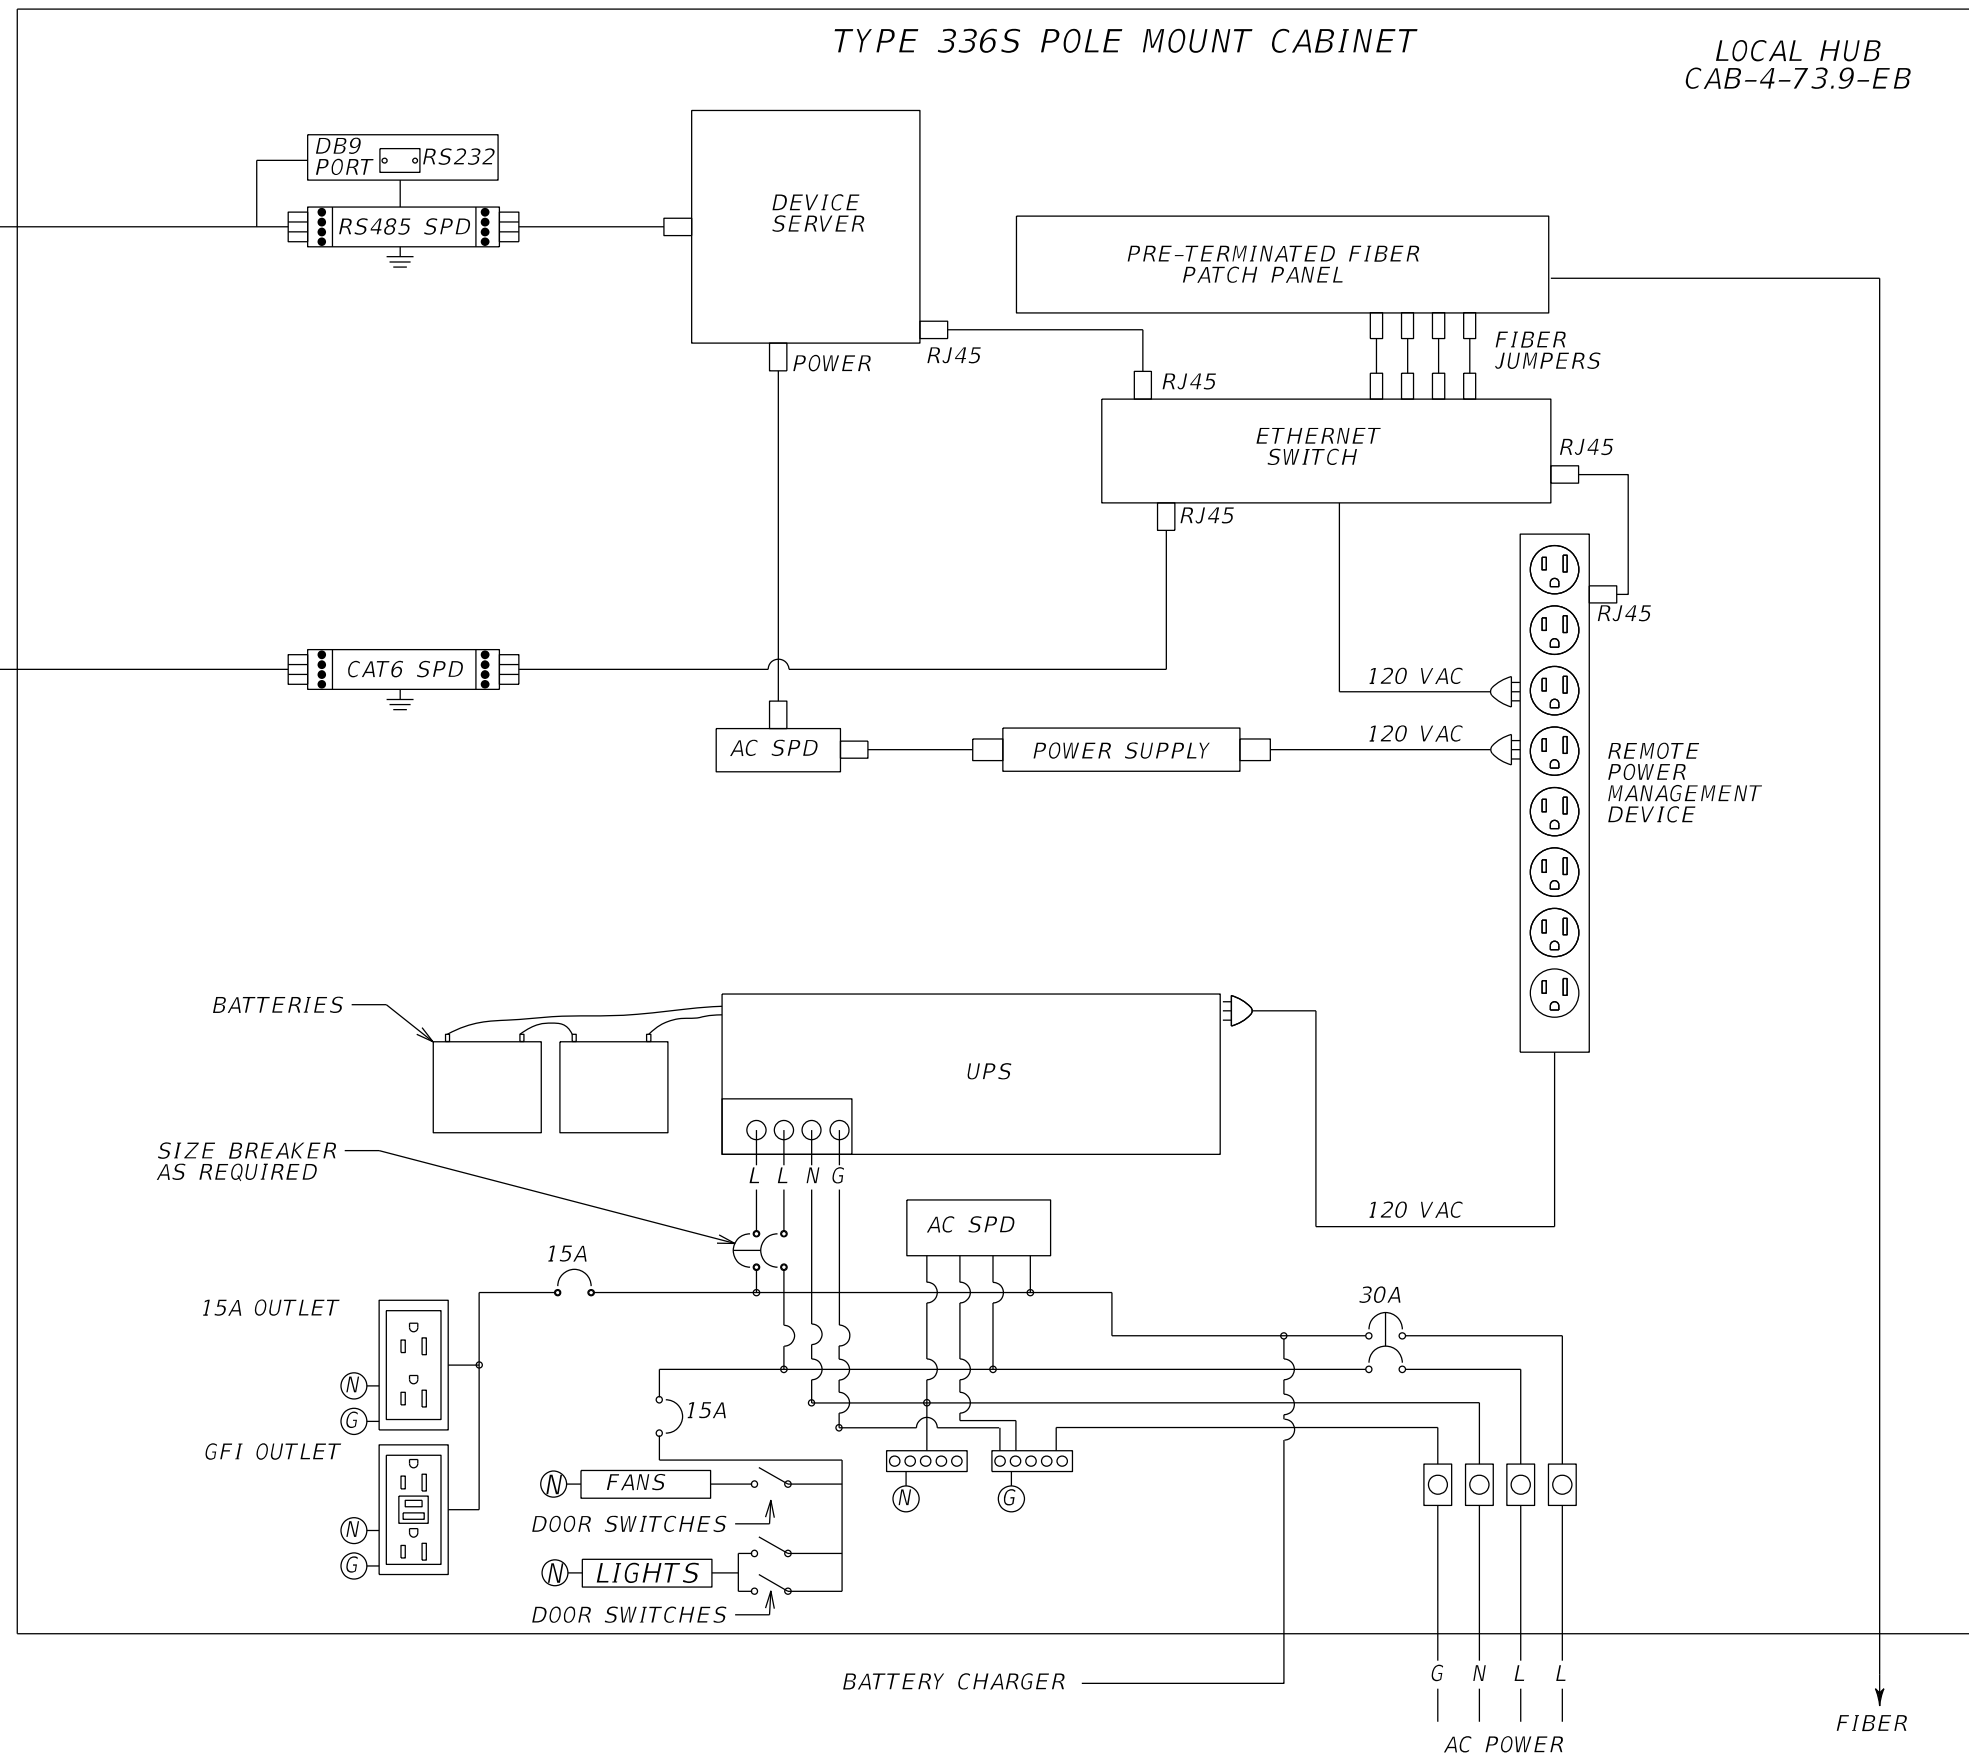 TYPE 336S POLE MOUNT CABINET
LOCAL HUB
CAB-4-73.9-EB
DB9
PORT
RS232
RS485 SPD
DEVICE
SERVER
PRE-TERMINATED FIBER
PATCH PANEL
POWER
RJ45
RJ45
FIBER
JUMPERS
ETHERNET
SWITCH
RJ45
RJ45
RJ45
CAT6 SPD
120 VAC
120 VAC
AC SPD
POWER SUPPLY
REMOTE
POWER
MANAGEMENT
DEVICE
BATTERIES
UPS
SIZE BREAKER
AS REQUIRED
L L N G
120 VAC
AC SPD
15A
15A OUTLET
30A
N
G
15A
GFI OUTLET
N
G
N
FANS
DOOR SWITCHES
N
G
N
LIGHTS
DOOR SWITCHES
BATTERY CHARGER
G N L L
AC POWER
FIBER